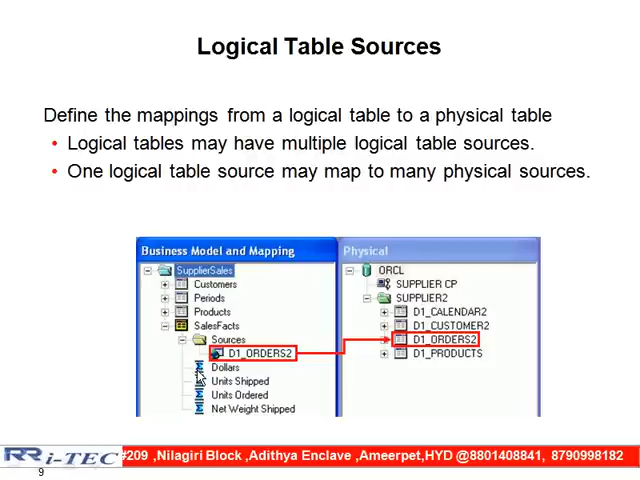 Logical Table Sources
Define the mappings from a logical table to a physical table
• Logical tables may have multiple logical table sources.
• One logical table source may map to many physical sources.
Business Model and Mapping
SupplierSales
Customers
Periods
Products
SalesFacts
Sources
D1_ORDERS2
Dollars
Units Shipped
Units Ordered
Net Weight Shipped
Physical
ORCL
SUPPLIER CP
SUPPLIER2
D1_CALENDAR2
D1_CUSTOMER2
D1_ORDERS2
D1_PRODUCTS
RR i-TEC #209 ,Nilagiri Block ,Adithya Enclave ,Ameerpet,HYD @8801408841, 8790998182
9